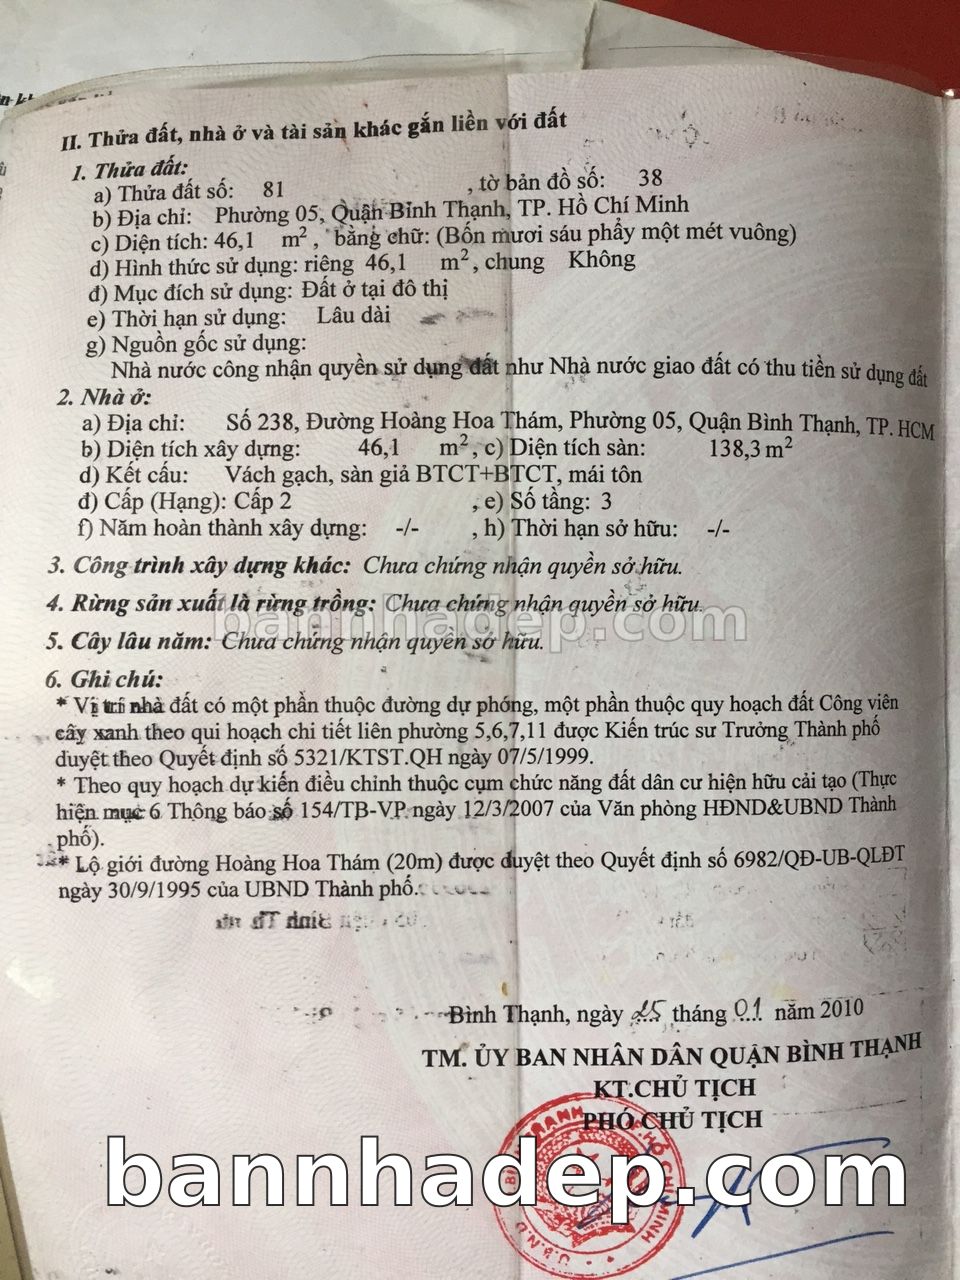 II. Thửa đất, nhà ở và tài sản khác gắn liền với đất
1. Thửa đất:
a) Thửa đất số: 81 , tờ bản đồ số: 38
b) Địa chỉ: Phường 05, Quận Bình Thạnh, TP. Hồ Chí Minh
c) Diện tích: 46,1 m², bằng chữ: (Bốn mươi sáu phẩy một mét vuông)
d) Hình thức sử dụng: riêng 46,1 m², chung Không
đ) Mục đích sử dụng: Đất ở tại đô thị
e) Thời hạn sử dụng: Lâu dài
g) Nguồn gốc sử dụng:
Nhà nước công nhận quyền sử dụng đất như Nhà nước giao đất có thu tiền sử dụng đất
2. Nhà ở:
a) Địa chỉ: Số 238, Đường Hoàng Hoa Thám, Phường 05, Quận Bình Thạnh, TP. HCM
b) Diện tích xây dựng: 46,1 m², c) Diện tích sàn: 138,3 m²
d) Kết cấu: Vách gạch, sàn giả BTCT+BTCT, mái tôn
đ) Cấp (Hạng): Cấp 2 , e) Số tầng: 3
f) Năm hoàn thành xây dựng: -/- , h) Thời hạn sở hữu: -/-
3. Công trình xây dựng khác: Chưa chứng nhận quyền sở hữu.
4. Rừng sản xuất là rừng trồng: Chưa chứng nhận quyền sở hữu.
bannhadep.com
5. Cây lâu năm: Chưa chứng nhận quyền sở hữu.
6. Ghi chú:
* Vị trí nhà đất có một phần thuộc đường dự phóng, một phần thuộc quy hoạch đất Công viên
cây xanh theo qui hoạch chi tiết liên phường 5,6,7,11 được Kiến trúc sư Trưởng Thành phố
duyệt theo Quyết định số 5321/KTST.QH ngày 07/5/1999.
* Theo quy hoạch dự kiến điều chỉnh thuộc cụm chức năng đất dân cư hiện hữu cải tạo (Thực
hiện mục 6 Thông báo số 154/TB-VP ngày 12/3/2007 của Văn phòng HĐND&UBND Thành
phố).
* Lộ giới đường Hoàng Hoa Thám (20m) được duyệt theo Quyết định số 6982/QĐ-UB-QLĐT
ngày 30/9/1995 của UBND Thành phố.
Bình Thạnh, ngày 25 tháng 01 năm 2010
TM. ỦY BAN NHÂN DÂN QUẬN BÌNH THẠNH
KT.CHỦ TỊCH
PHÓ CHỦ TỊCH
bannhadep.com